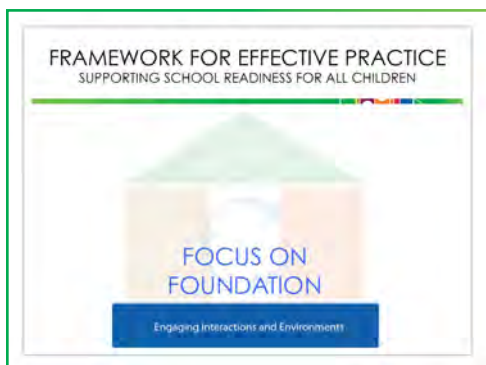 FRAMEWORK FOR EFFECTIVE PRACTICE
SUPPORTING SCHOOL READINESS FOR ALL CHILDREN
FOCUS ON
FOUNDATION
Engaging Interactions and Environments